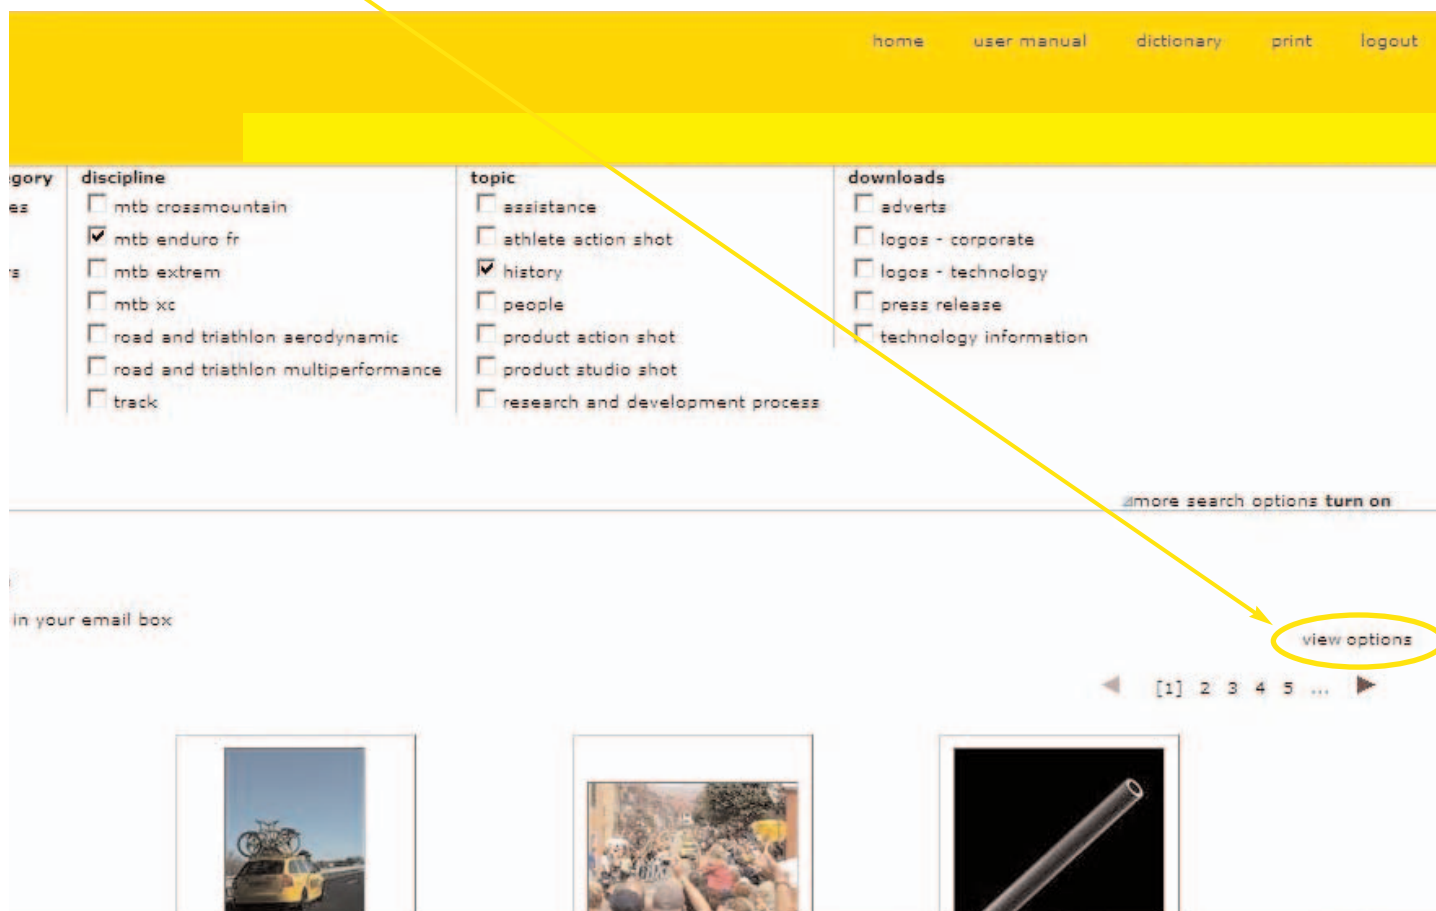 home user manual dictionary print logout
gory discipline topic downloads
es mtb crossmountain assistance adverts
mtb enduro fr athlete action shot logos - corporate
rs mtb extrem history logos - technology
mtb xc people press release
road and triathlon aerodynamic product action shot technology information
road and triathlon multiperformance product studio shot
track research and development process
more search options turn on
in your email box
view options
[1] 2 3 4 5 ...